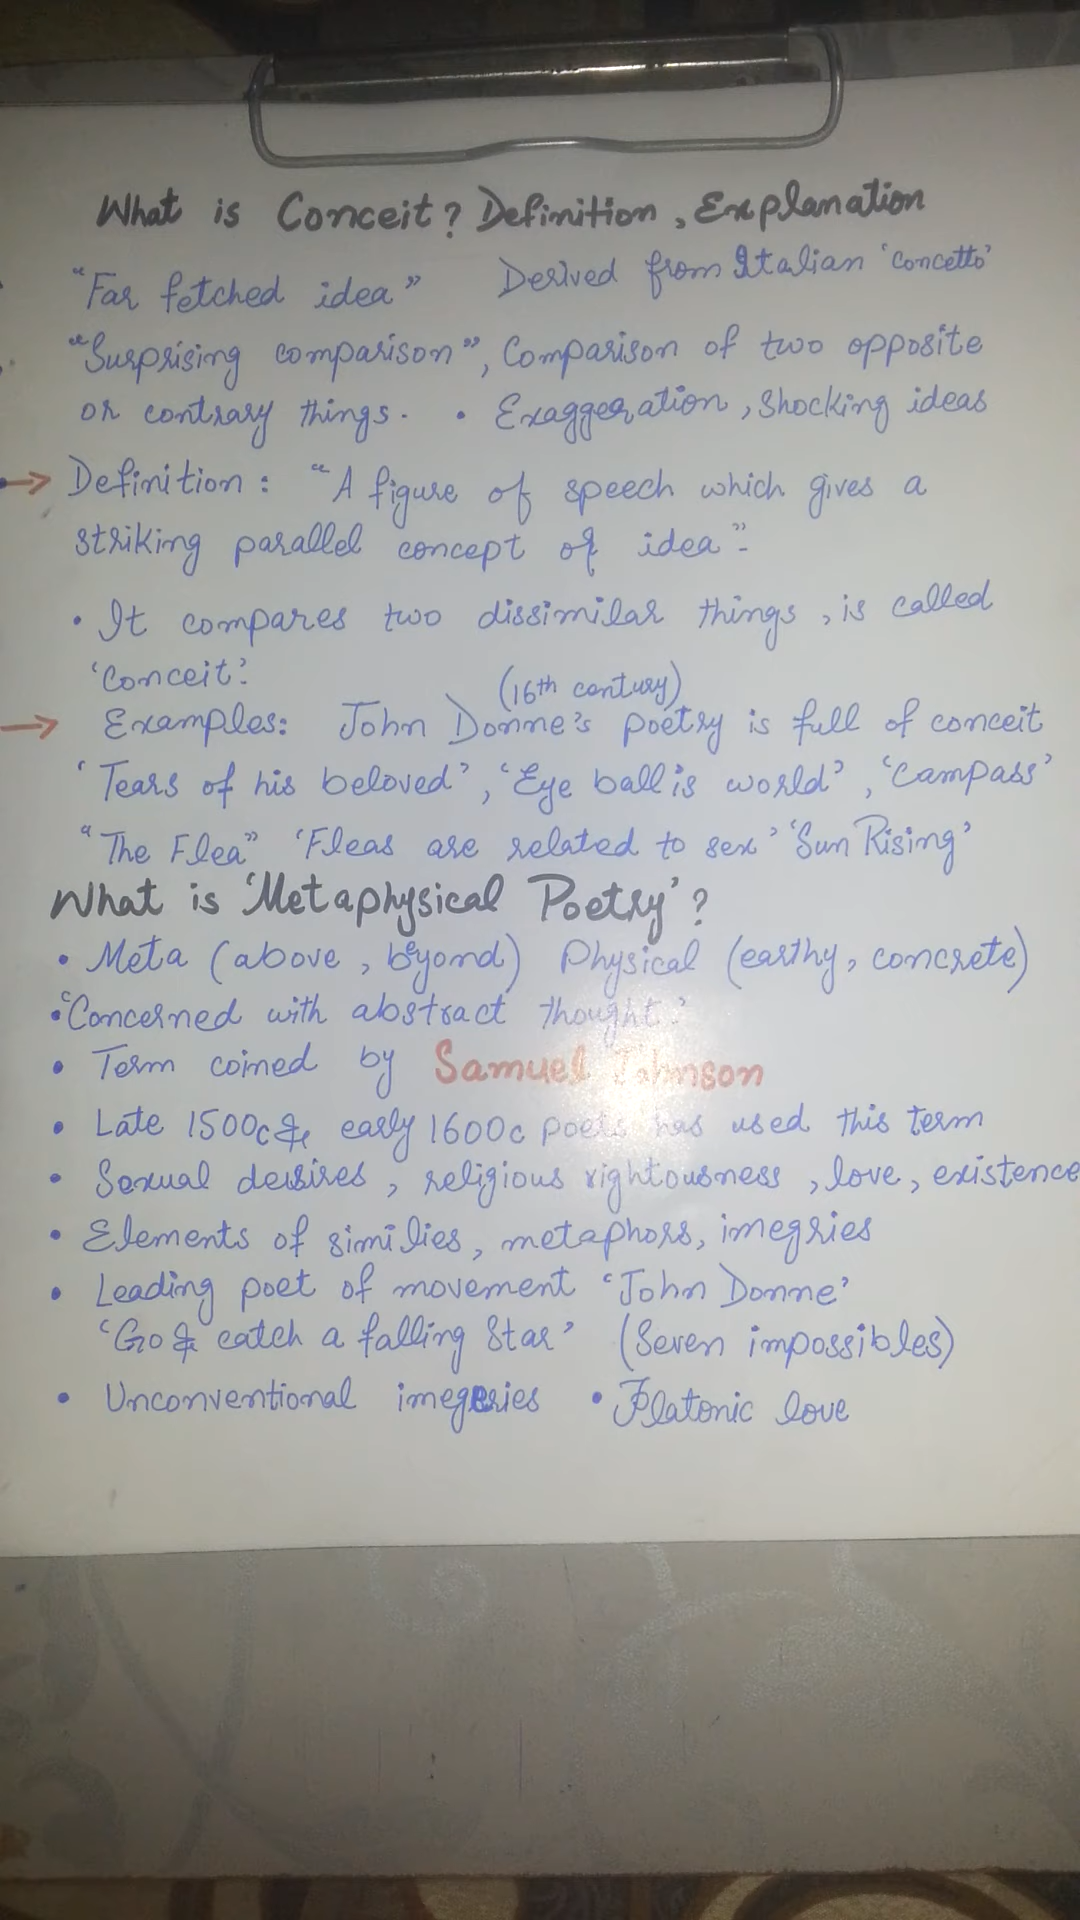 What is Conceit? Definition, Explanation
"Far fetched idea" Derived from Italian 'concetto'
"Surprising comparison", Comparison of two opposite
or contrary things. • Exaggeration, Shocking ideas
→ Definition: "A figure of speech which gives a
striking parallel concept of idea".
• It compares two dissimilar things, is called
'Conceit'.
(16th century)
→ Examples: John Donne's poetry is full of conceit
'Tears of his beloved', 'Eye ball is world', 'Campass'
"The Flea" 'Fleas are related to sex' 'Sun Rising'
What is 'Metaphysical Poetry'?
• Meta (above, beyond) Physical (earthy, concrete)
• 'Concerned with abstract thought.'
• Term coined by Samuel Johnson
• Late 1500c & early 1600c poets has used this term
• Sexual desires, religious rightousness, love, existence
• Elements of similies, metaphors, imegries
• Leading poet of movement 'John Donne'
'Go & catch a falling Star' (Seven impossibles)
• Unconventional imegeries • Platonic love